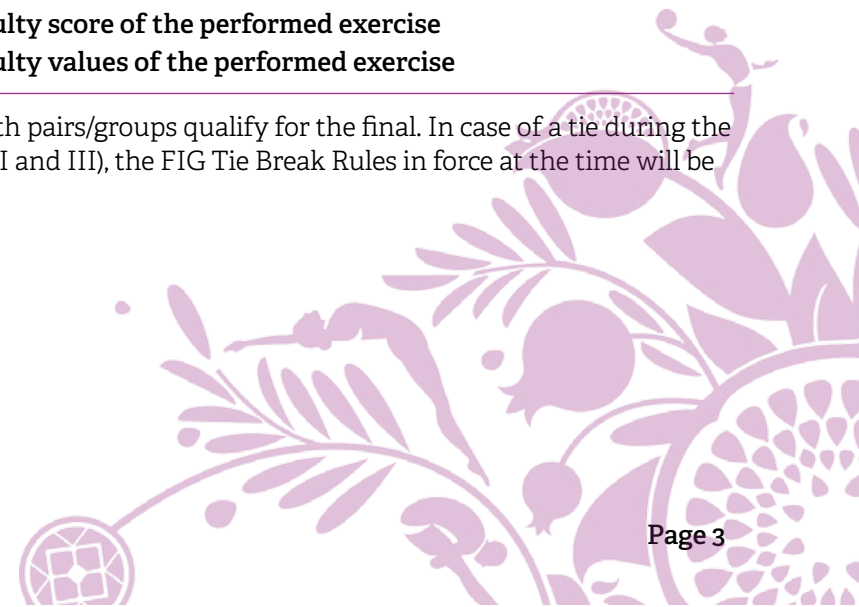 ulty score of the performed exercise
ulty values of the performed exercise
th pairs/groups qualify for the final. In case of a tie during the
I and III), the FIG Tie Break Rules in force at the time will be
Page 3